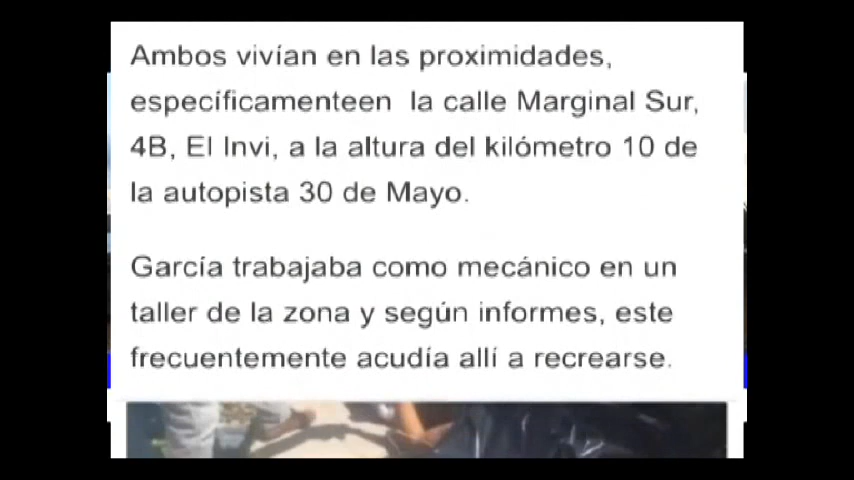 Ambos vivían en las proximidades,
específicamenteen la calle Marginal Sur,
4B, El Invi, a la altura del kilómetro 10 de
la autopista 30 de Mayo.
García trabajaba como mecánico en un
taller de la zona y según informes, este
frecuentemente acudía allí a recrearse.